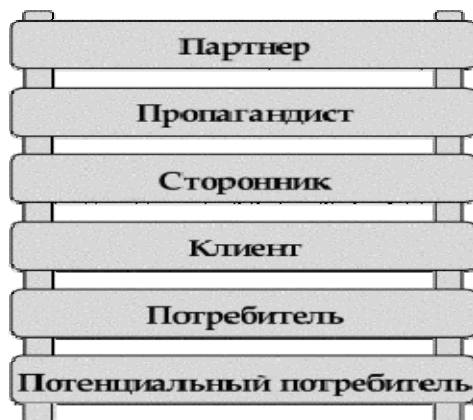 Партнер
Пропагандист
Сторонник
Клиент
Потребитель
Потенциальный потребитель